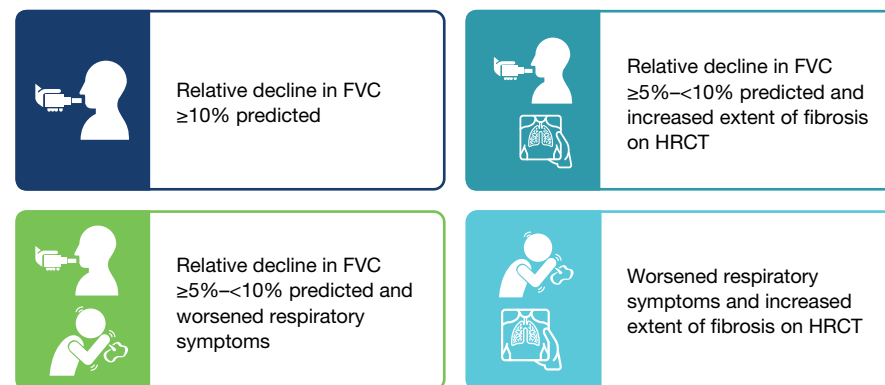 Relative decline in FVC
≥10% predicted
Relative decline in FVC
≥5%–<10% predicted and
increased extent of fibrosis
on HRCT
Relative decline in FVC
≥5%–<10% predicted and
worsened respiratory
symptoms
Worsened respiratory
symptoms and increased
extent of fibrosis on HRCT